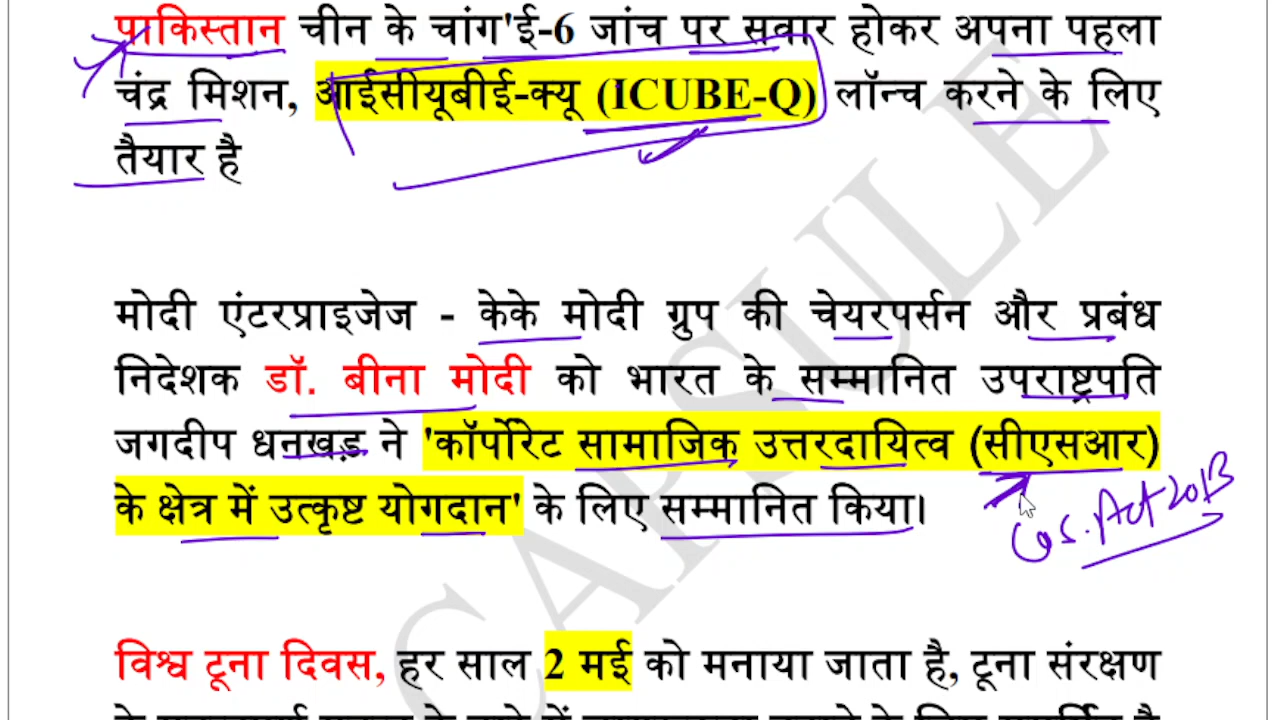 पाकिस्तान चीन के चांग'ई-6 जांच पर सवार होकर अपना पहला
चंद्र मिशन, आईसीयूबीई-क्यू (ICUBE-Q) लॉन्च करने के लिए
तैयार है
मोदी एंटरप्राइजेज - केके मोदी ग्रुप की चेयरपर्सन और प्रबंध
निदेशक डॉ. बीना मोदी को भारत के सम्मानित उपराष्ट्रपति
जगदीप धनखड़ ने 'कॉर्पोरेट सामाजिक उत्तरदायित्व (सीएसआर)
के क्षेत्र में उत्कृष्ट योगदान' के लिए सम्मानित किया।
Cos. Act 2013
विश्व टूना दिवस, हर साल 2 मई को मनाया जाता है, टूना संरक्षण
CAPSULE